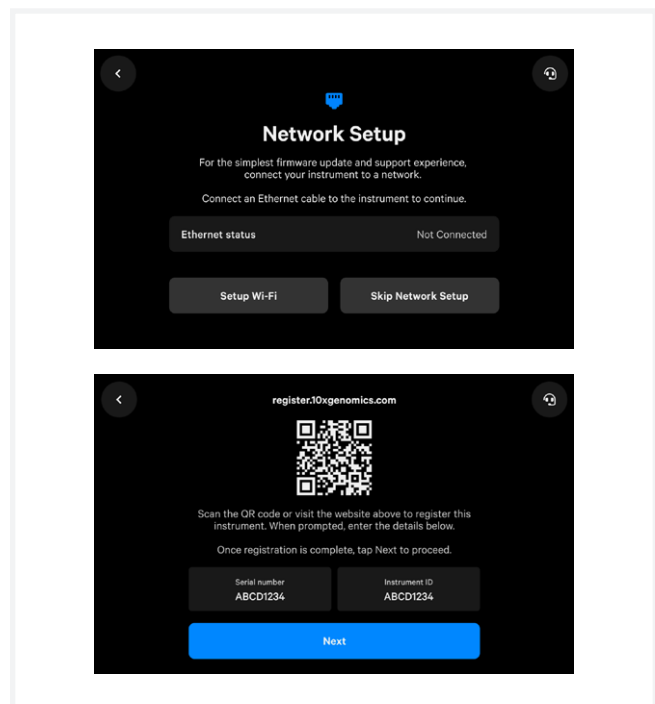 Network Setup
For the simplest firmware update and support experience,
connect your instrument to a network.
Connect an Ethernet cable to the instrument to continue.
Ethernet status Not Connected
Setup Wi-Fi Skip Network Setup
register.10xgenomics.com
Scan the QR code or visit the website above to register this
instrument. When prompted, enter the details below.
Once registration is complete, tap Next to proceed.
Serial number Instrument ID
ABCD1234 ABCD1234
Next